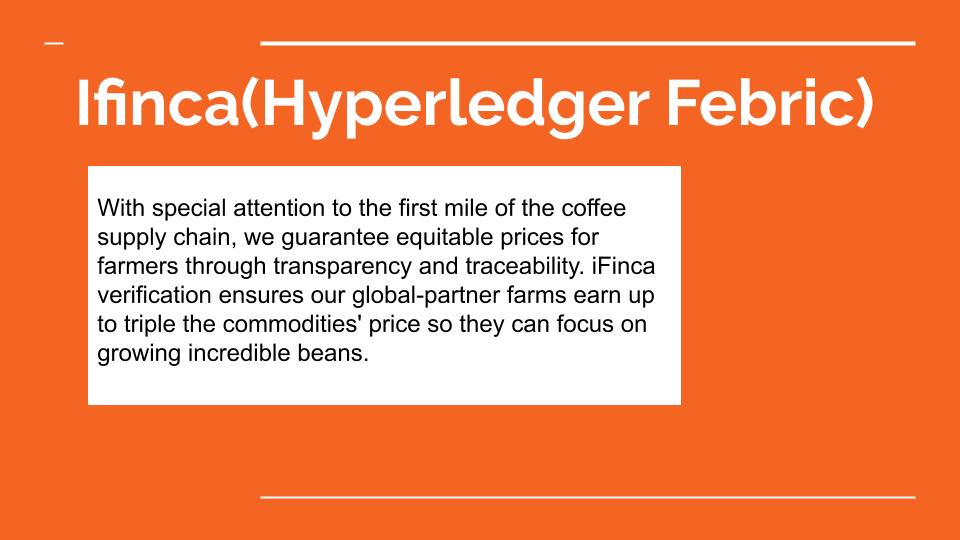 Ifinca(Hyperledger Febric)
With special attention to the first mile of the coffee
supply chain, we guarantee equitable prices for
farmers through transparency and traceability. iFinca
verification ensures our global-partner farms earn up
to triple the commodities' price so they can focus on
growing incredible beans.